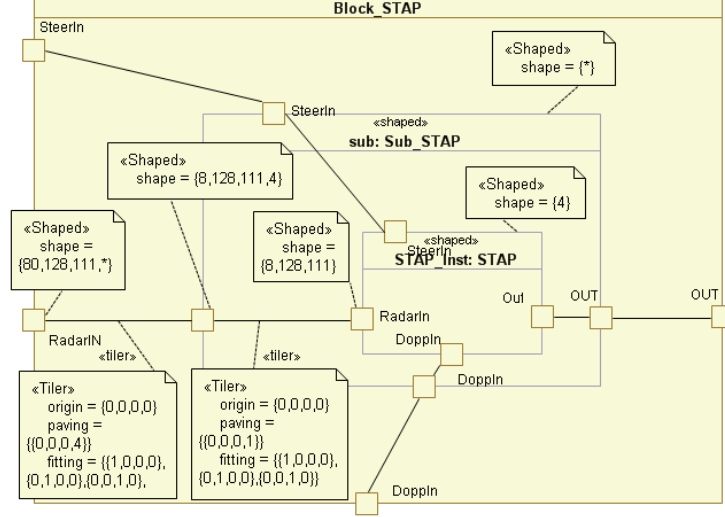 Block_STAP
SteerIn
«Shaped»
shape = {*}
SteerIn
«shaped»
sub: Sub_STAP
«Shaped»
shape = {8,128,111,4}
«Shaped»
shape = {4}
«Shaped»
shape =
{80,128,111,*}
«Shaped»
shape =
{8,128,111}
«shaped»
SteerIn
STAP_Inst: STAP
RadarIN
RadarIn
Out
OUT
OUT
DoppIn
«tiler»
«tiler»
DoppIn
«Tiler»
origin = {0,0,0,0}
paving =
{{0,0,0,4}}
fitting = {{1,0,0,0},
{0,1,0,0},{0,0,1,0},
«Tiler»
origin = {0,0,0,0}
paving =
{{0,0,0,1}}
fitting = {{1,0,0,0},
{0,1,0,0},{0,0,1,0}}
DoppIn